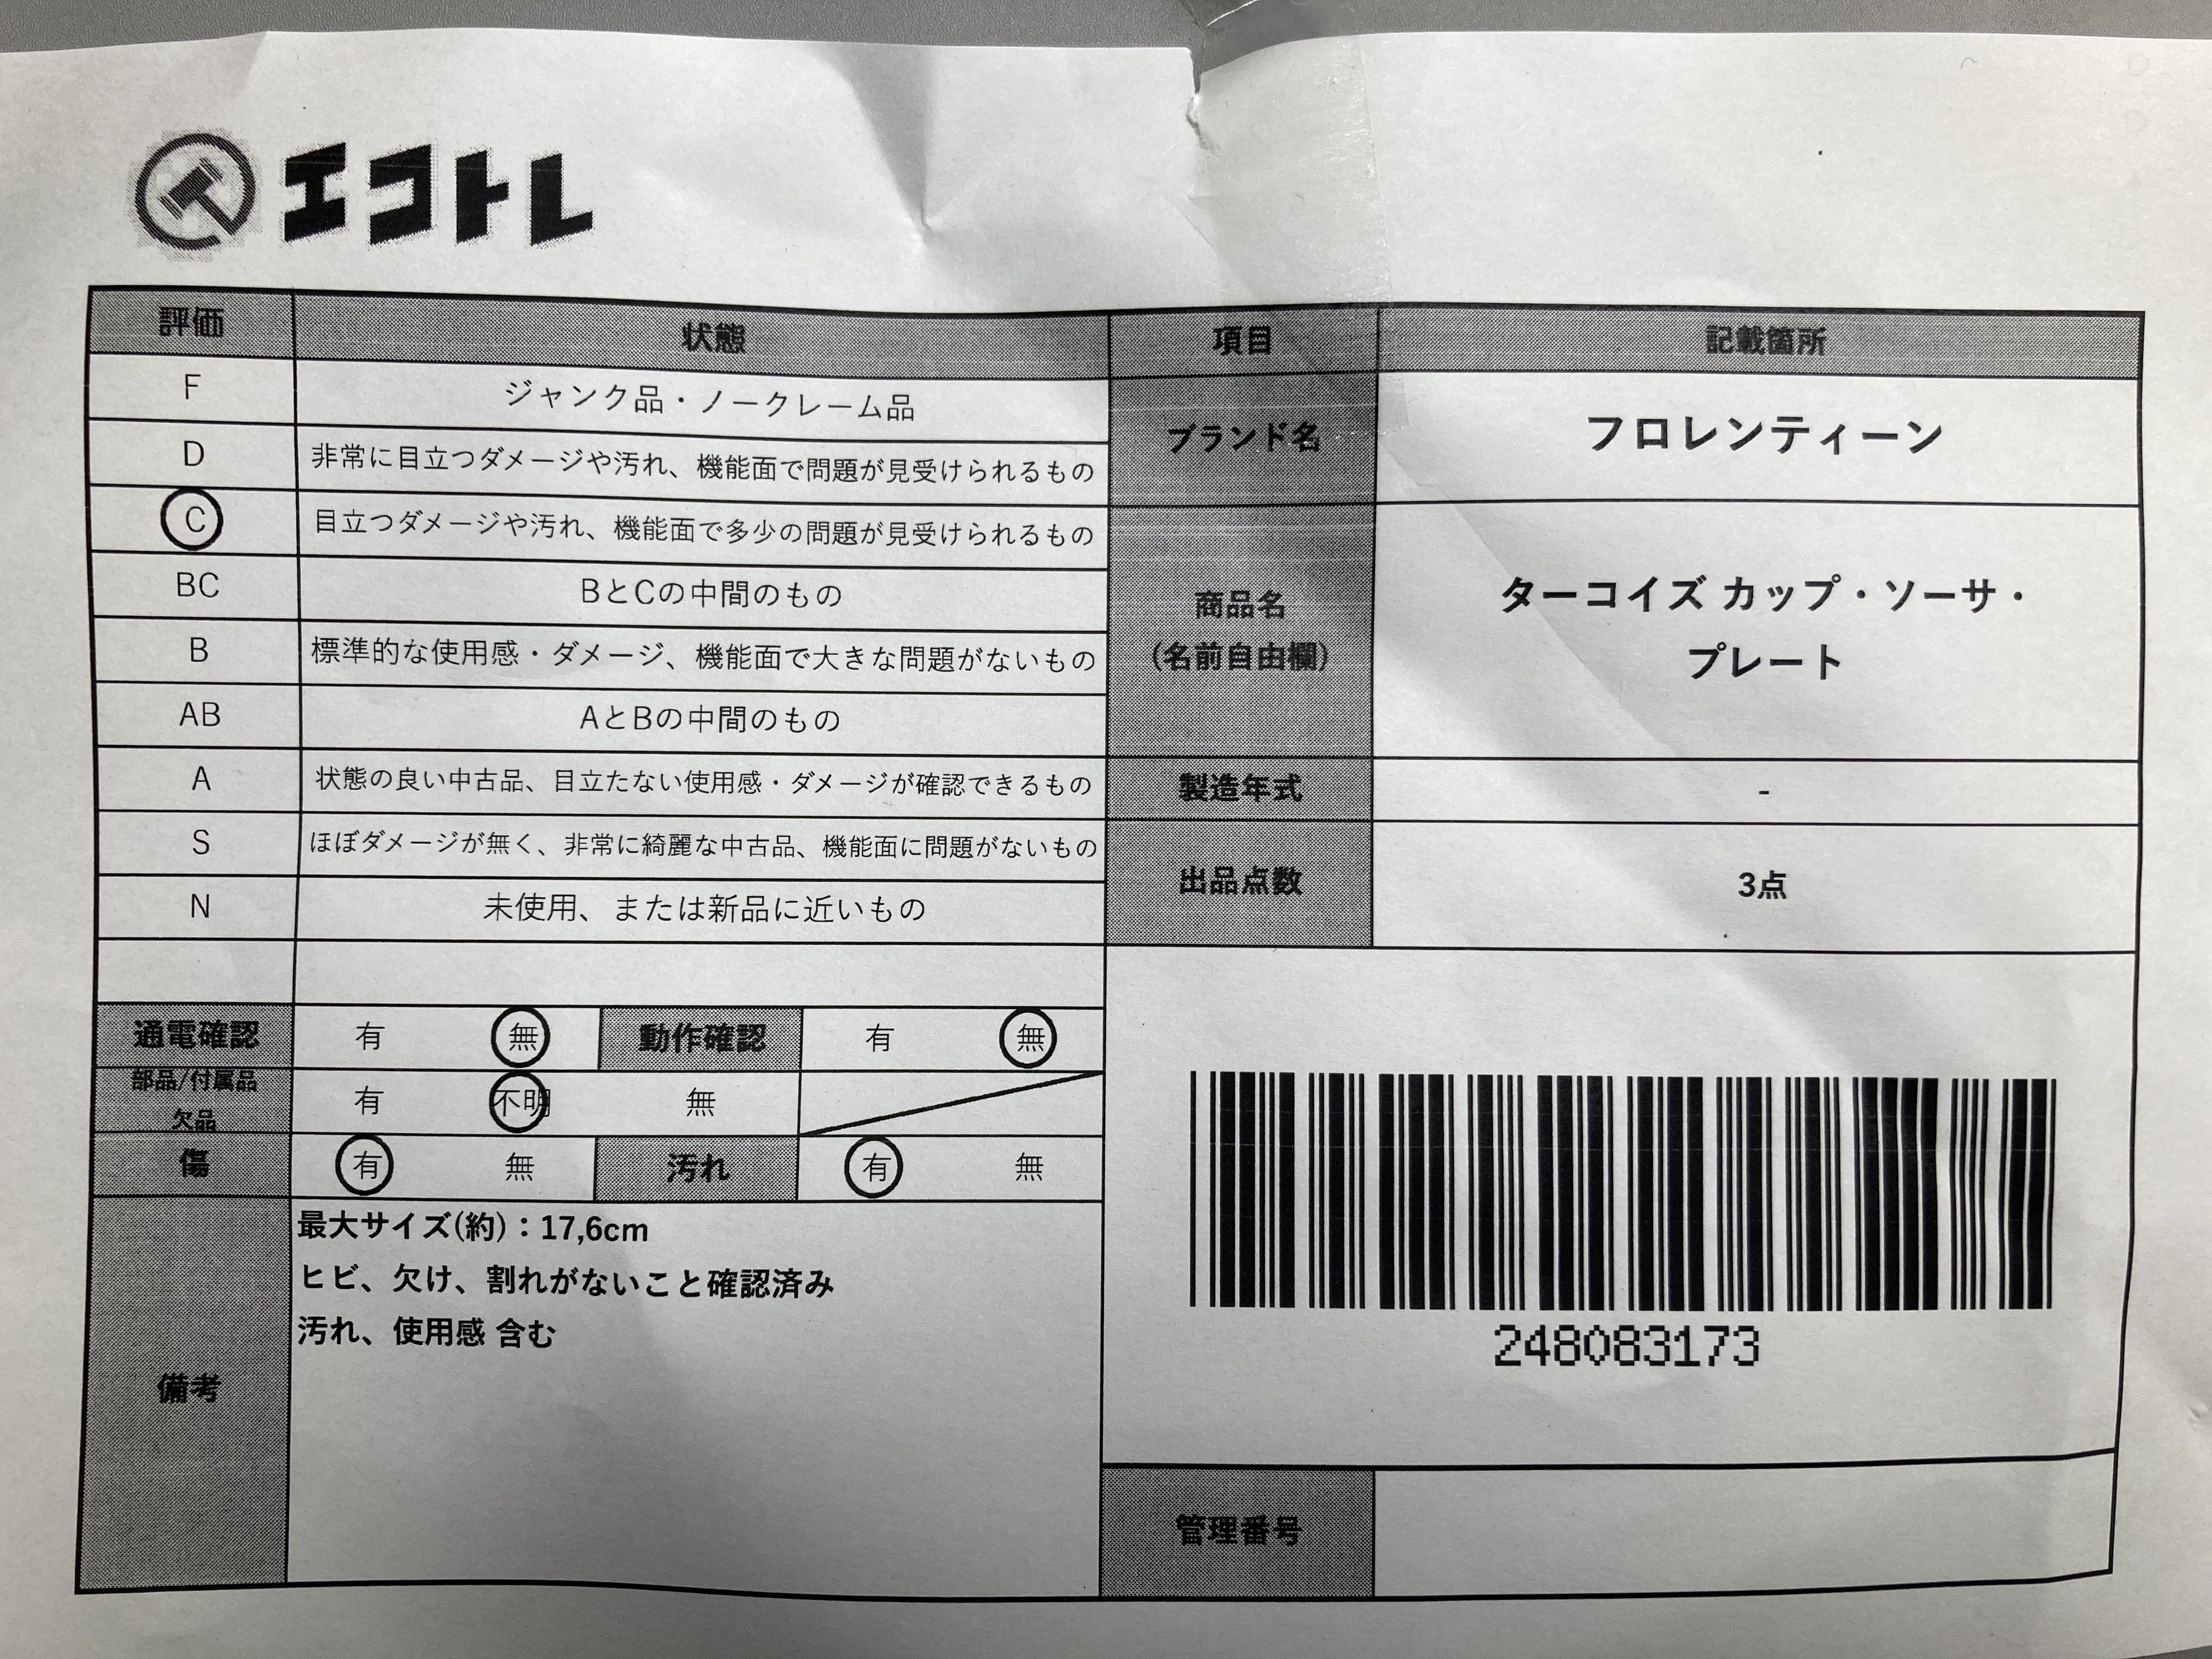 エコトレ
評価 状態 項目 記載箇所
F ジャンク品・ノークレーム品
D 非常に目立つダメージや汚れ、機能面で問題が見受けられるもの
C 目立つダメージや汚れ、機能面で多少の問題が見受けられるもの
BC BとCの中間のもの
B 標準的な使用感・ダメージ、機能面で大きな問題がないもの
AB AとBの中間のもの
A 状態の良い中古品、目立たない使用感・ダメージが確認できるもの
S ほぼダメージが無く、非常に綺麗な中古品、機能面に問題がないもの
N 未使用、または新品に近いもの
ブランド名 フロレンティーン
商品名
(名前自由欄)
ターコイズ カップ・ソーサ・
プレート
製造年式 -
出品点数 3点
通電確認 有 無 動作確認 有 無
部品/付属品
欠品
有 不明 無
傷 有 無 汚れ 有 無
備考
最大サイズ(約)：17,6cm
ヒビ、欠け、割れがないこと確認済み
汚れ、使用感 含む
248083173
管理番号